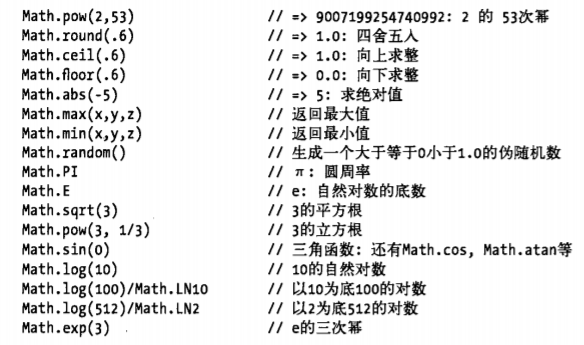 Math.pow(2,53) // => 9007199254740992: 2 的 53次幂
Math.round(.6) // => 1.0: 四舍五入
Math.ceil(.6) // => 1.0: 向上求整
Math.floor(.6) // => 0.0: 向下求整
Math.abs(-5) // => 5: 求绝对值
Math.max(x,y,z) // 返回最大值
Math.min(x,y,z) // 返回最小值
Math.random() // 生成一个大于等于0小于1.0的伪随机数
Math.PI // π: 圆周率
Math.E // e: 自然对数的底数
Math.sqrt(3) // 3的平方根
Math.pow(3, 1/3) // 3的立方根
Math.sin(0) // 三角函数: 还有Math.cos, Math.atan等
Math.log(10) // 10的自然对数
Math.log(100)/Math.LN10 // 以10为底100的对数
Math.log(512)/Math.LN2 // 以2为底512的对数
Math.exp(3) // e的三次幂